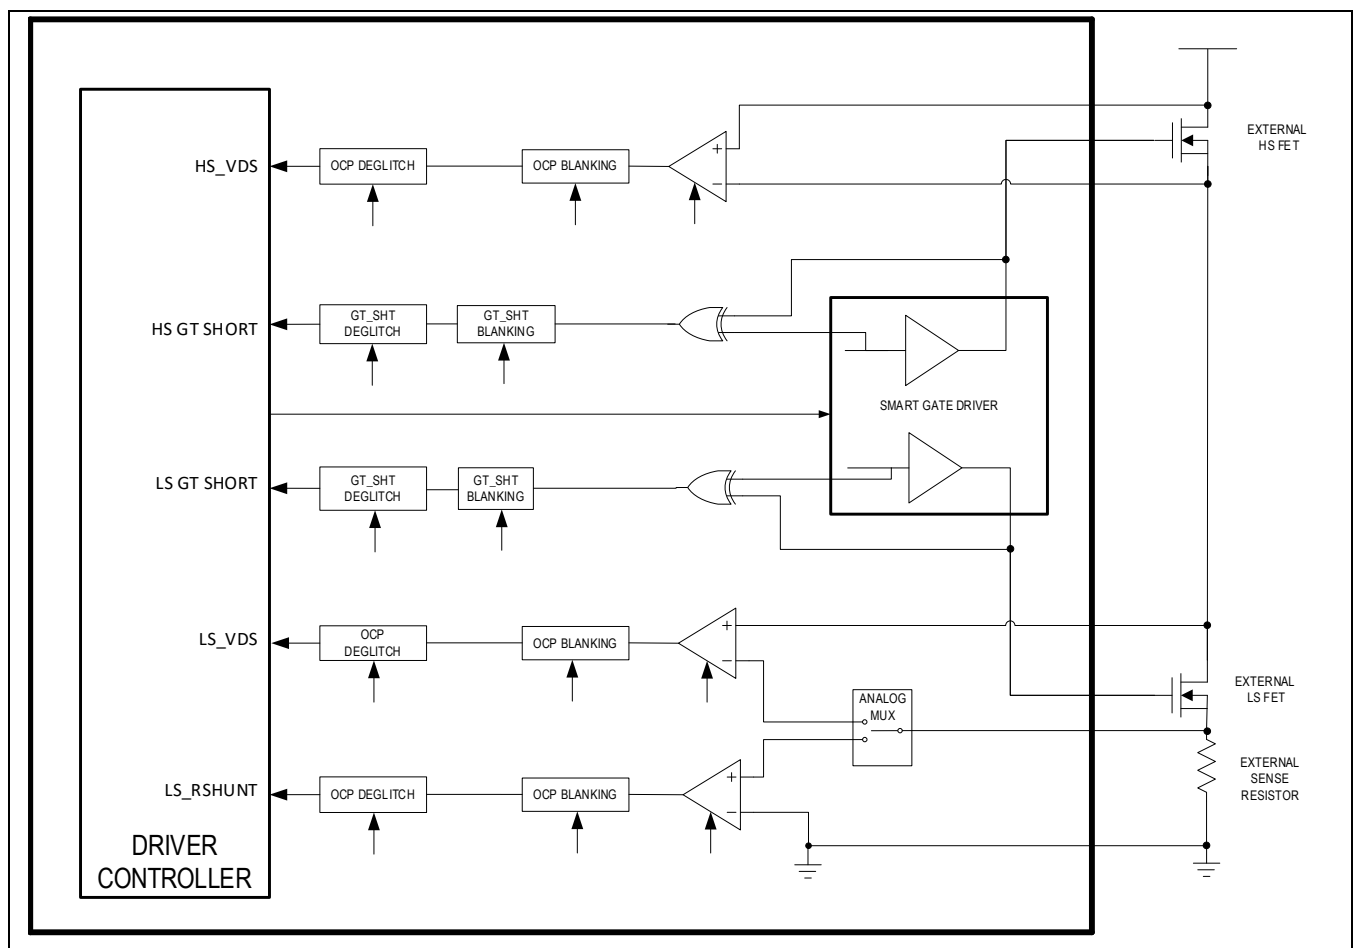 EXTERNAL
HS FET
HS_VDS
OCP DEGLITCH
OCP BLANKING
+
−
HS GT SHORT
GT_SHT
DEGLITCH
GT_SHT
BLANKING
SMART GATE DRIVER
LS GT SHORT
GT_SHT
DEGLITCH
GT_SHT
BLANKING
LS_VDS
OCP
DEGLITCH
OCP BLANKING
+
−
EXTERNAL
LS FET
ANALOG
MUX
LS_RSHUNT
OCP DEGLITCH
OCP BLANKING
+
−
EXTERNAL
SENSE
RESISTOR
DRIVER
CONTROLLER